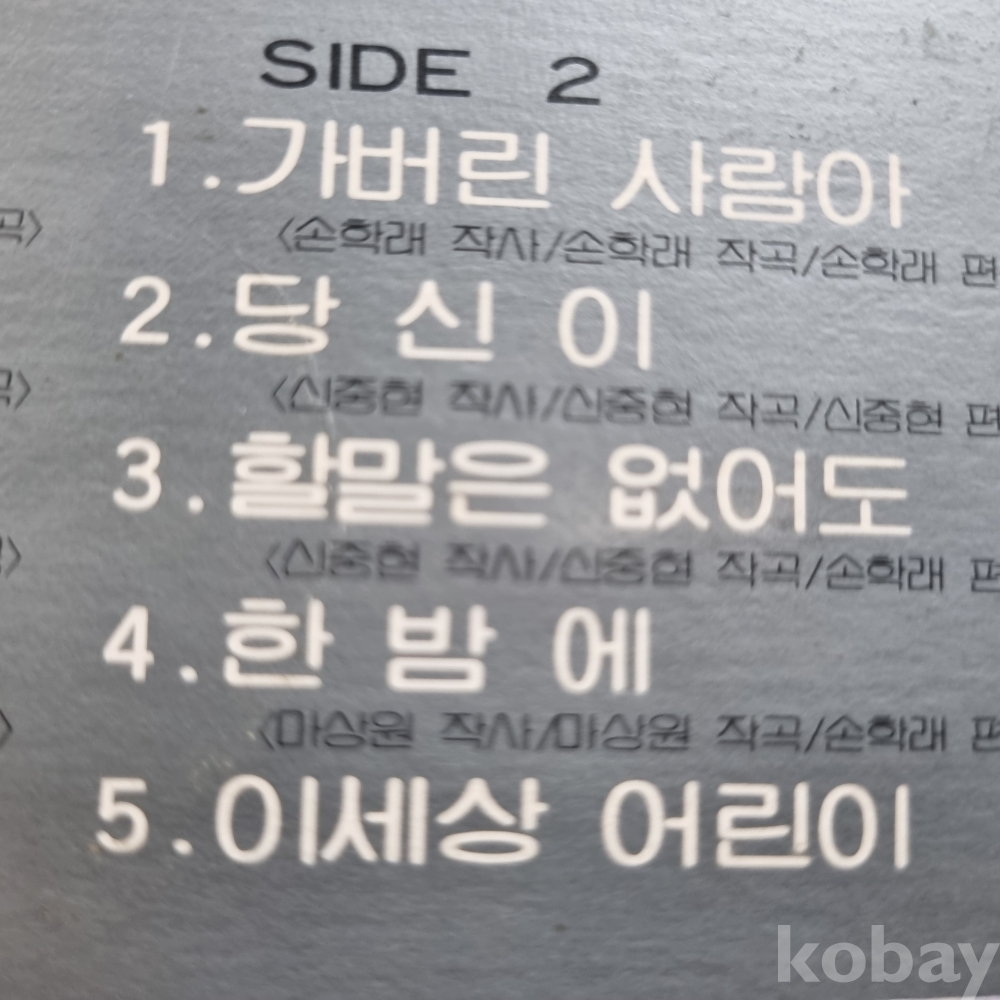 SIDE 2
1.가버린 사람아
곡〉
〈손학래 작사/손학래 작곡/손학래 편
2.당신이
곡〉
〈신중현 작사/신중현 작곡/신중현 편
3.할말은 없어도
〈신중현 작사/신중현 작곡/손학래 편
4.한밤에
〈마상원 작사/마상원 작곡/손학래 편
5.이세상 어린이
kobay